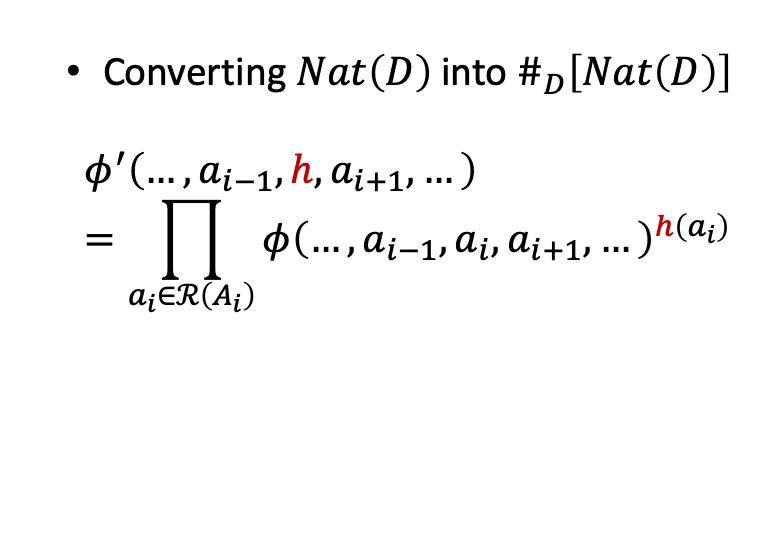 • Converting 𝑁𝑎𝑡(𝐷) into #_D[𝑁𝑎𝑡(𝐷)]
ϕ′(…, a_{i−1}, h, a_{i+1}, …)
= ∏_{a_i∈ℛ(A_i)} ϕ(…, a_{i−1}, a_i, a_{i+1}, …)^{h(a_i)}